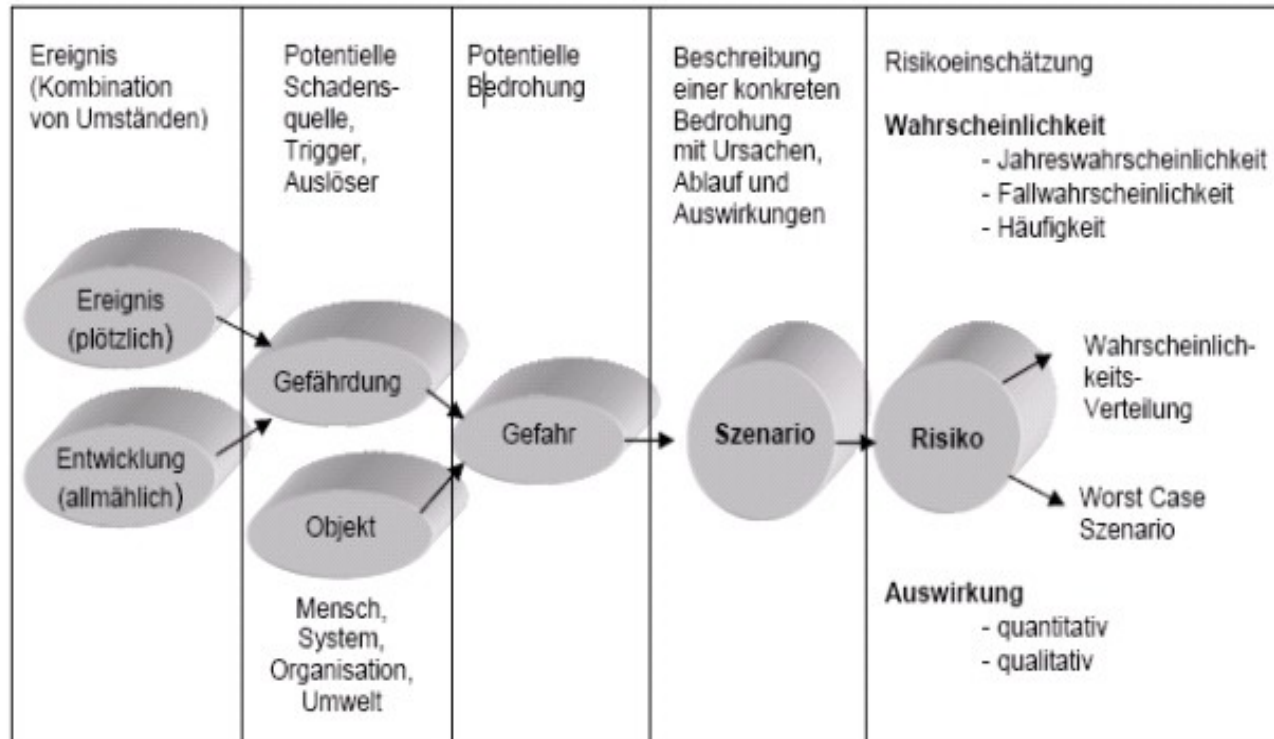 Ereignis
(Kombination
von Umständen)
Ereignis
(plötzlich)
Entwicklung
(allmählich)
Potentielle
Schadens-
quelle,
Trigger,
Auslöser
Gefährdung
Objekt
Mensch,
System,
Organisation,
Umwelt
Potentielle
Bedrohung
Gefahr
Beschreibung
einer konkreten
Bedrohung
mit Ursachen,
Ablauf und
Auswirkungen
Szenario
Risikoeinschätzung
Wahrscheinlichkeit
- Jahreswahrscheinlichkeit
- Fallwahrscheinlichkeit
- Häufigkeit
Risiko
Wahrscheinlich-
keits-
Verteilung
Worst Case
Szenario
Auswirkung
- quantitativ
- qualitativ